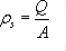 ρₛ = Q/A